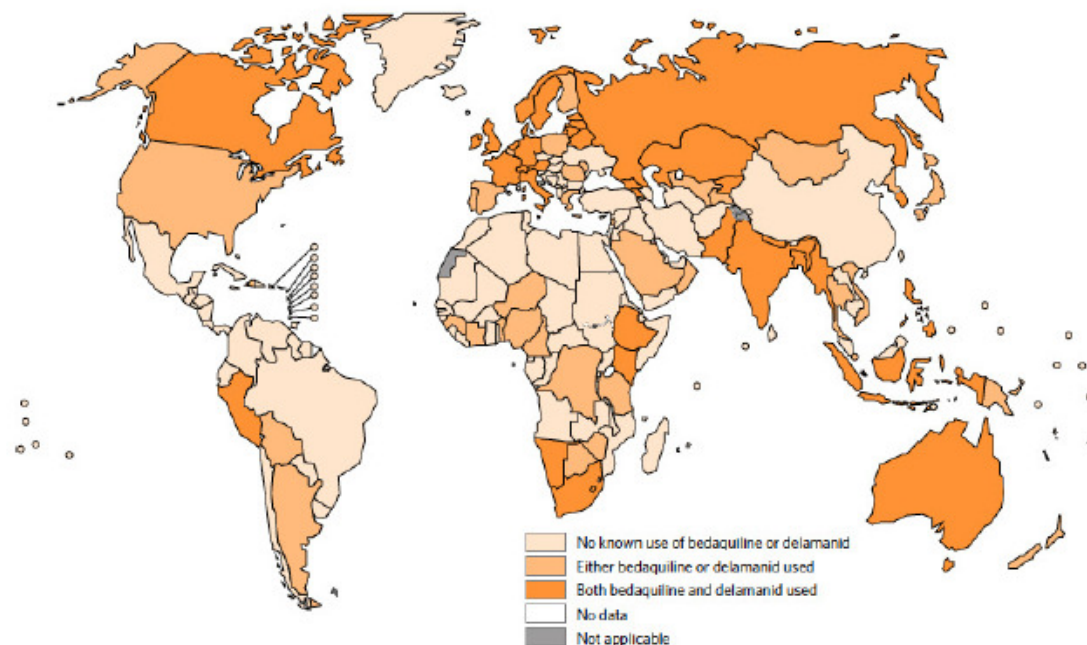 No known use of bedaquiline or delamanid
Either bedaquiline or delamanid used
Both bedaquiline and delamanid used
No data
Not applicable